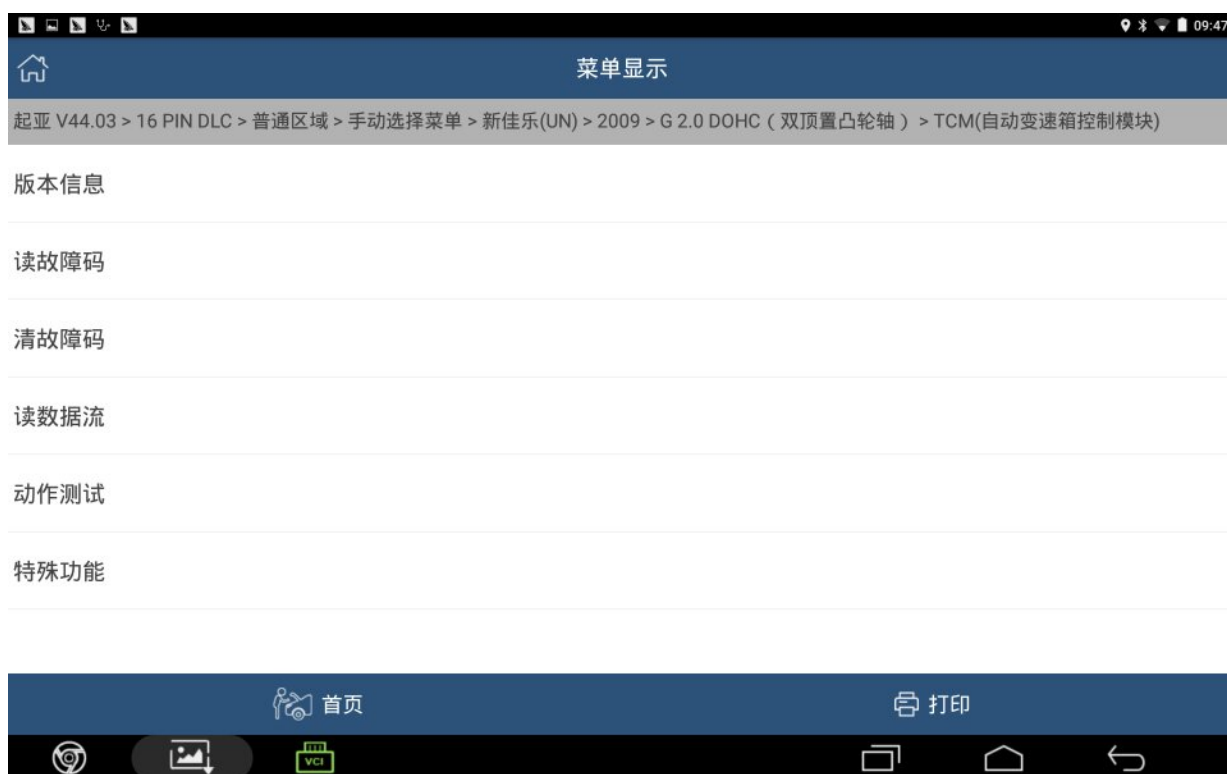 09:47
菜单显示
起亚 V44.03 > 16 PIN DLC > 普通区域 > 手动选择菜单 > 新佳乐(UN) > 2009 > G 2.0 DOHC（双顶置凸轮轴）> TCM(自动变速箱控制模块)
版本信息
读故障码
清故障码
读数据流
动作测试
特殊功能
首页 打印
VCI